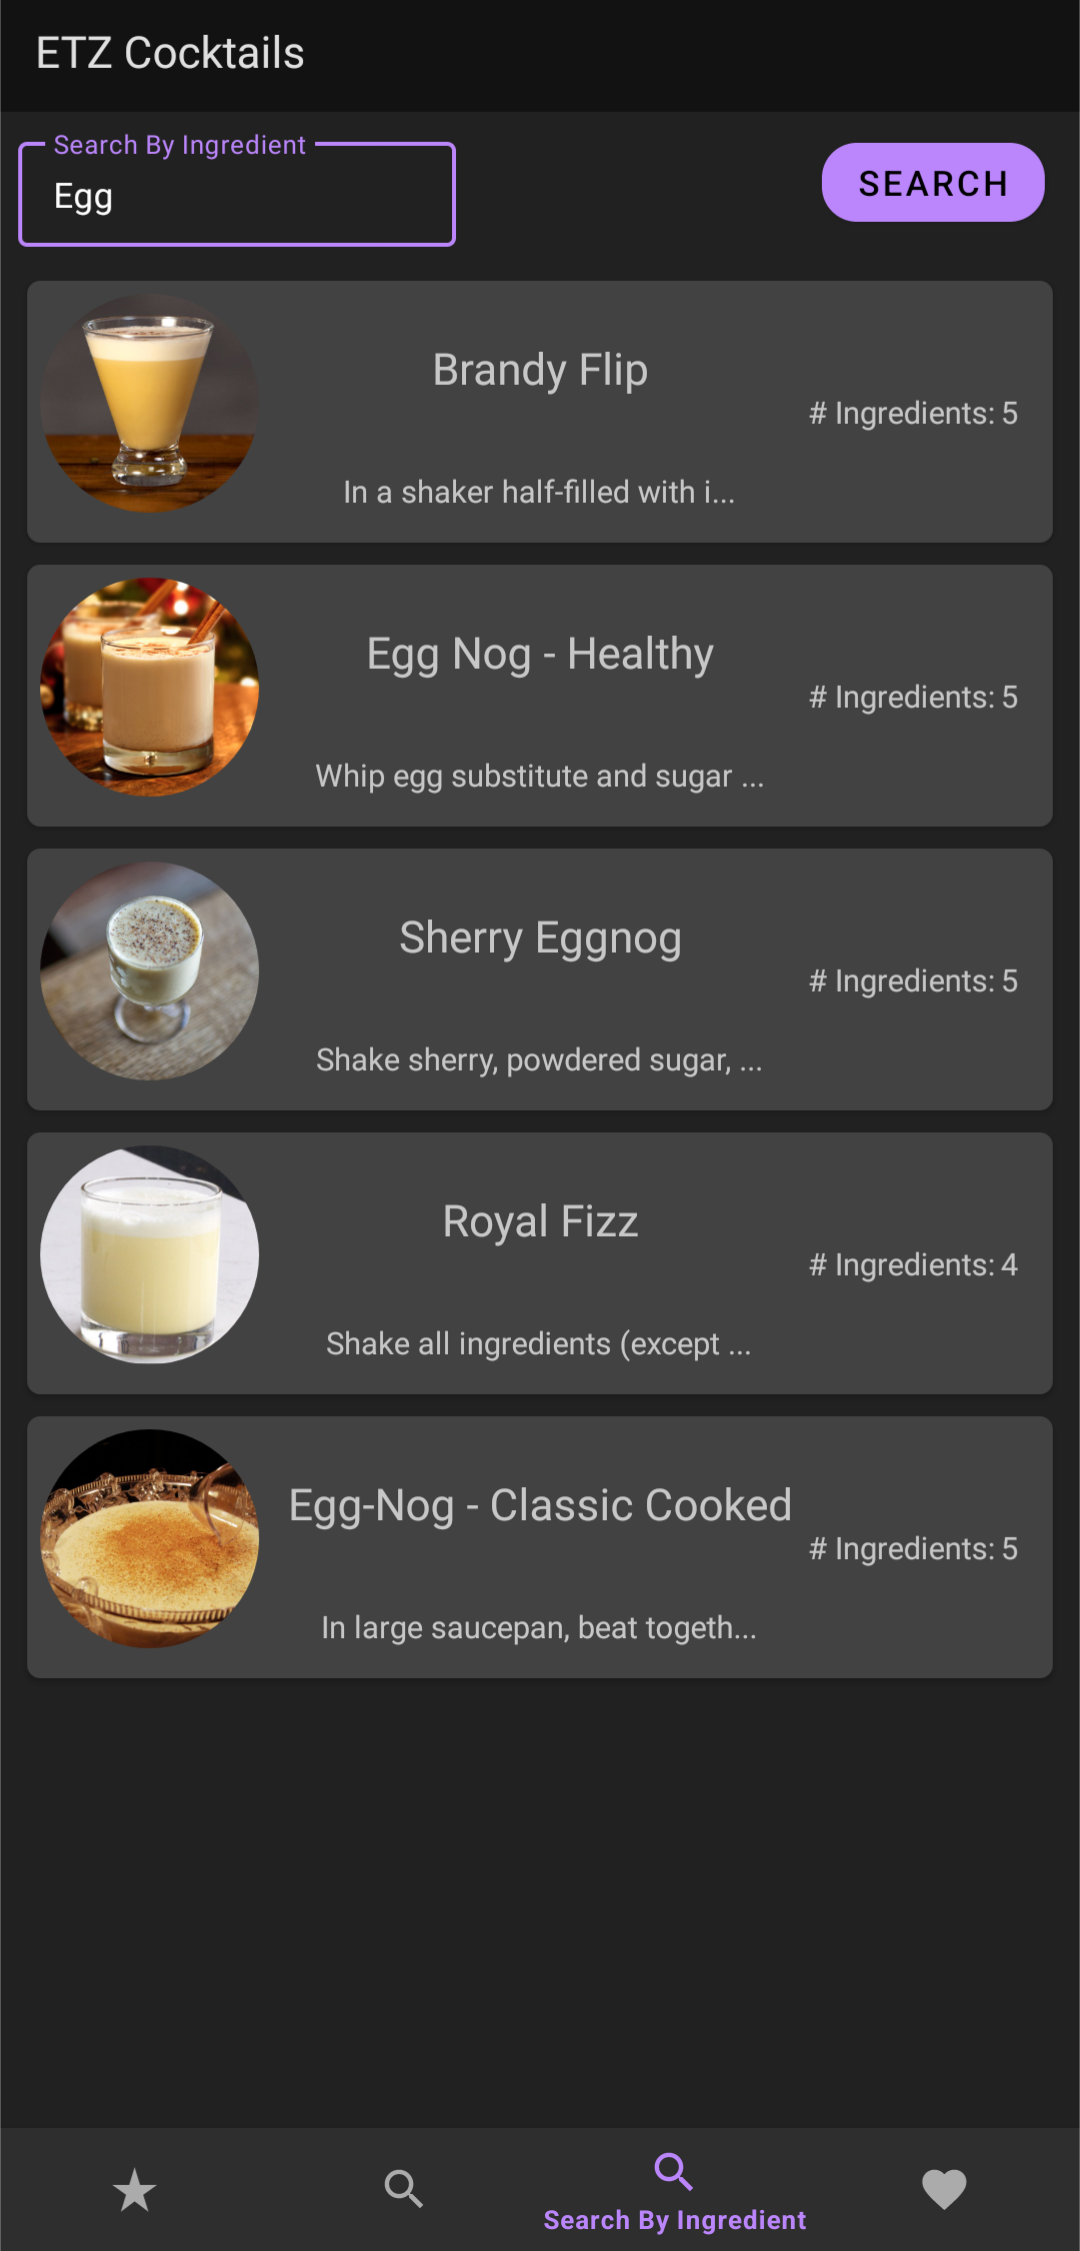 ETZ Cocktails
Search By Ingredient
Egg
SEARCH
Brandy Flip
# Ingredients: 5
In a shaker half-filled with i...
Egg Nog - Healthy
# Ingredients: 5
Whip egg substitute and sugar ...
Sherry Eggnog
# Ingredients: 5
Shake sherry, powdered sugar, ...
Royal Fizz
# Ingredients: 4
Shake all ingredients (except ...
Egg-Nog - Classic Cooked
# Ingredients: 5
In large saucepan, beat togeth...
Search By Ingredient